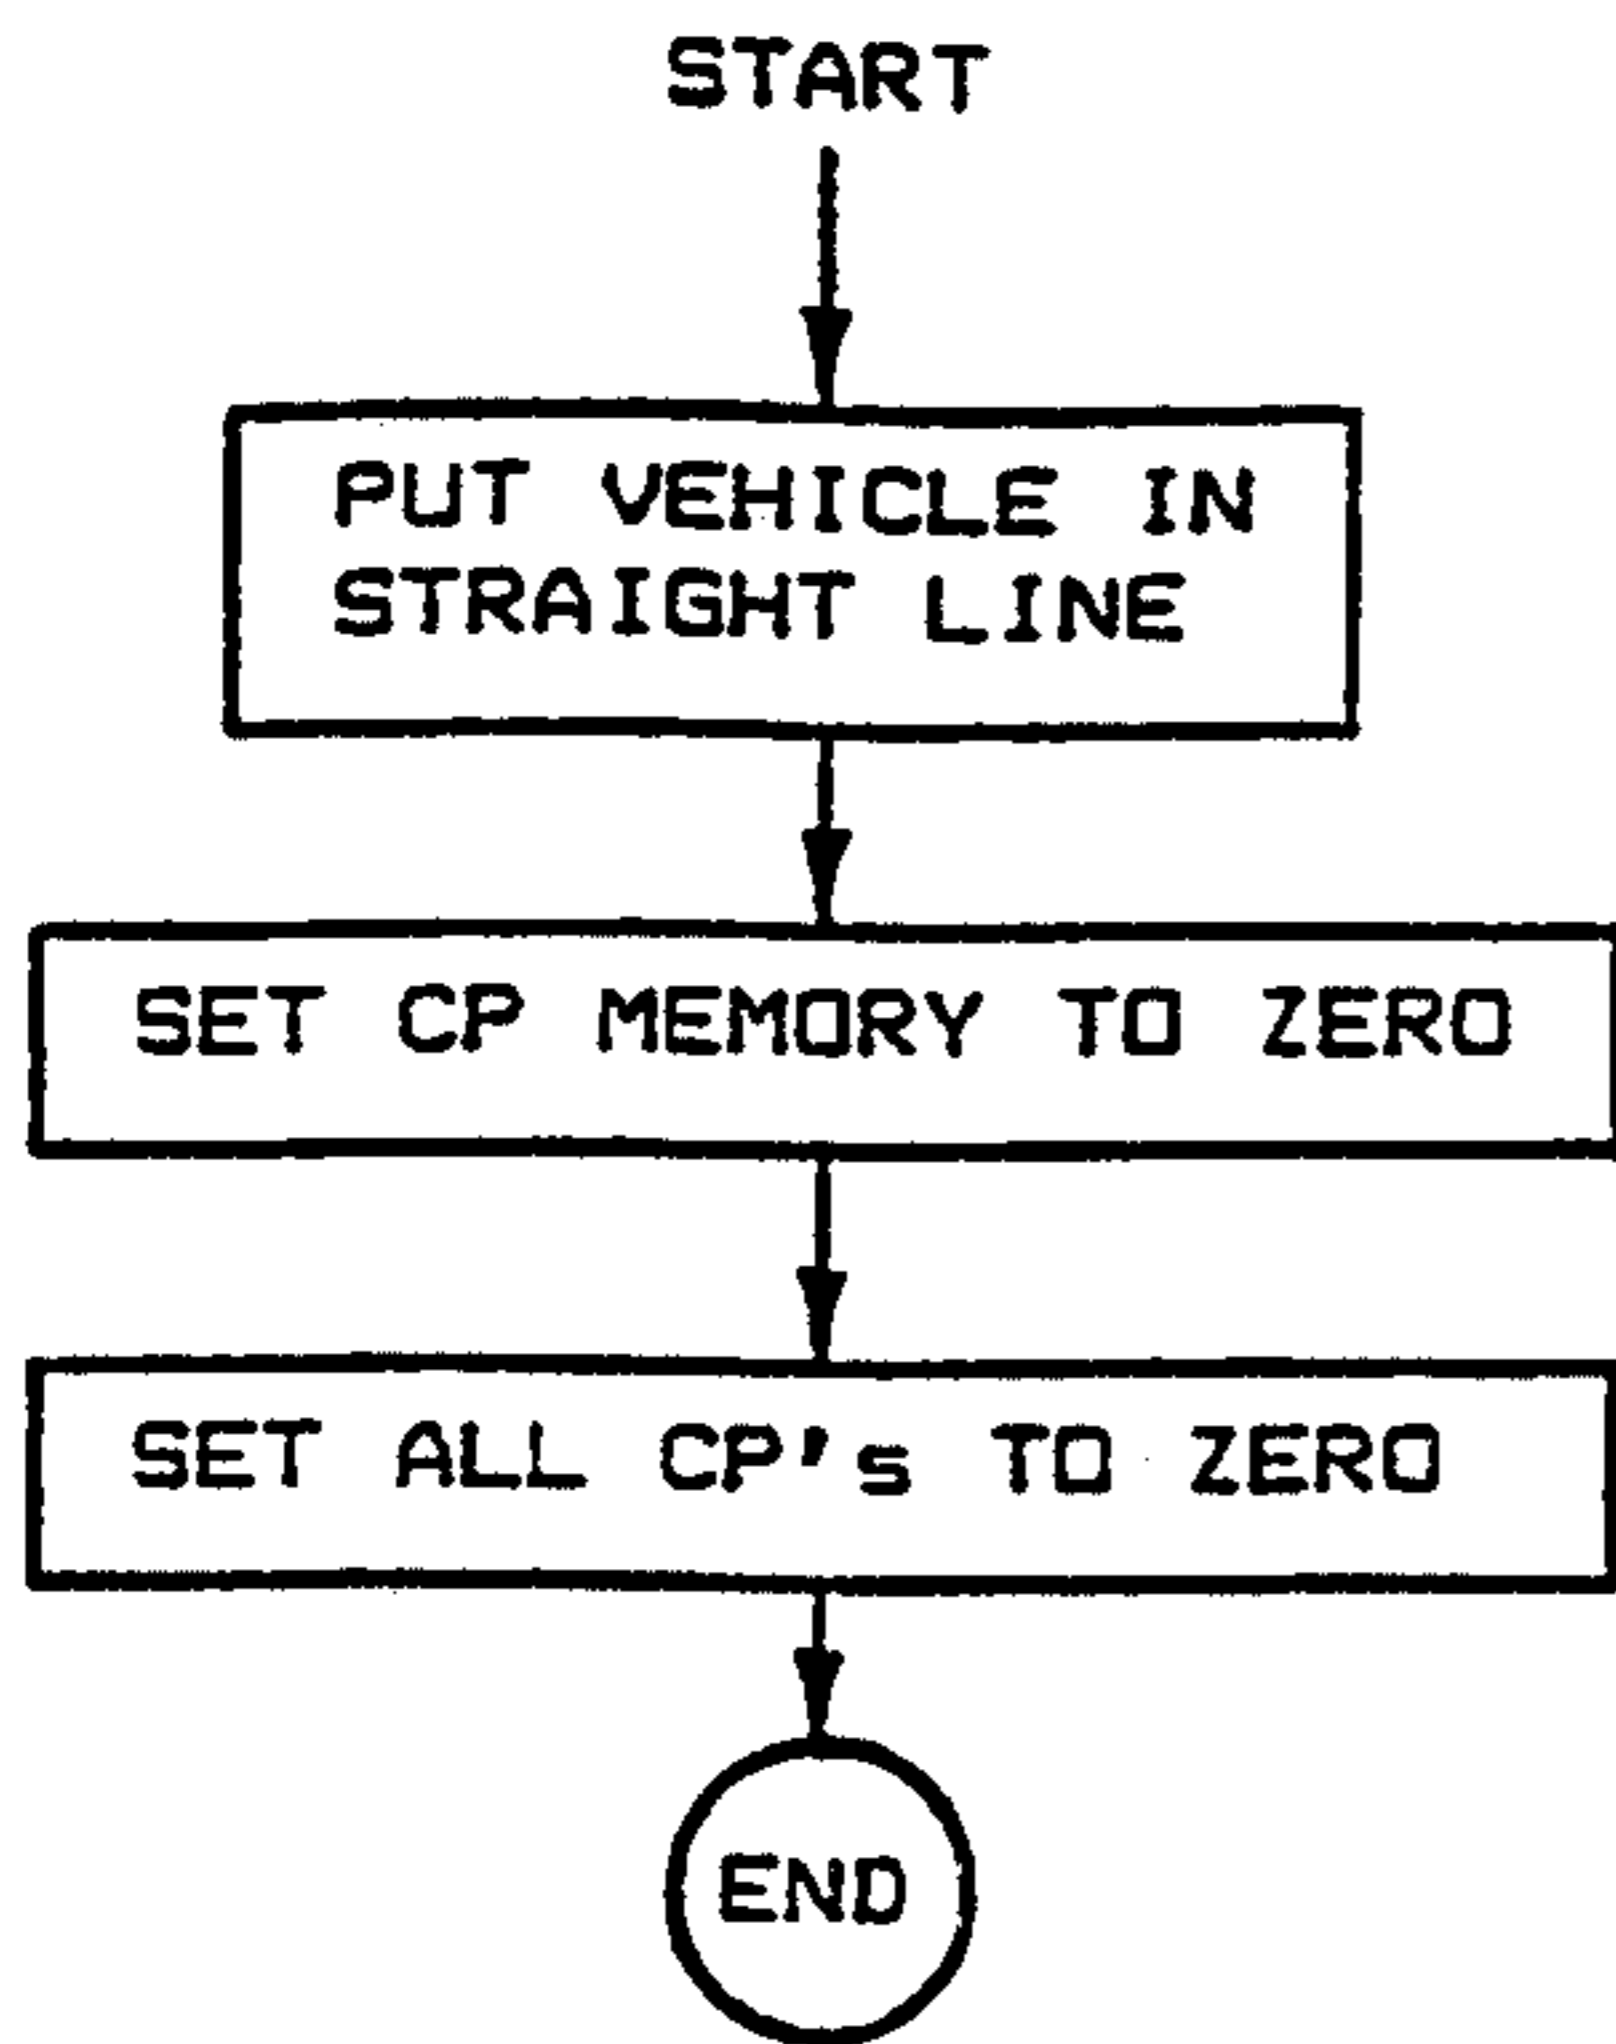 START
PUT VEHICLE IN
STRAIGHT LINE
SET CP MEMORY TO ZERO
SET ALL CP's TO ZERO
END